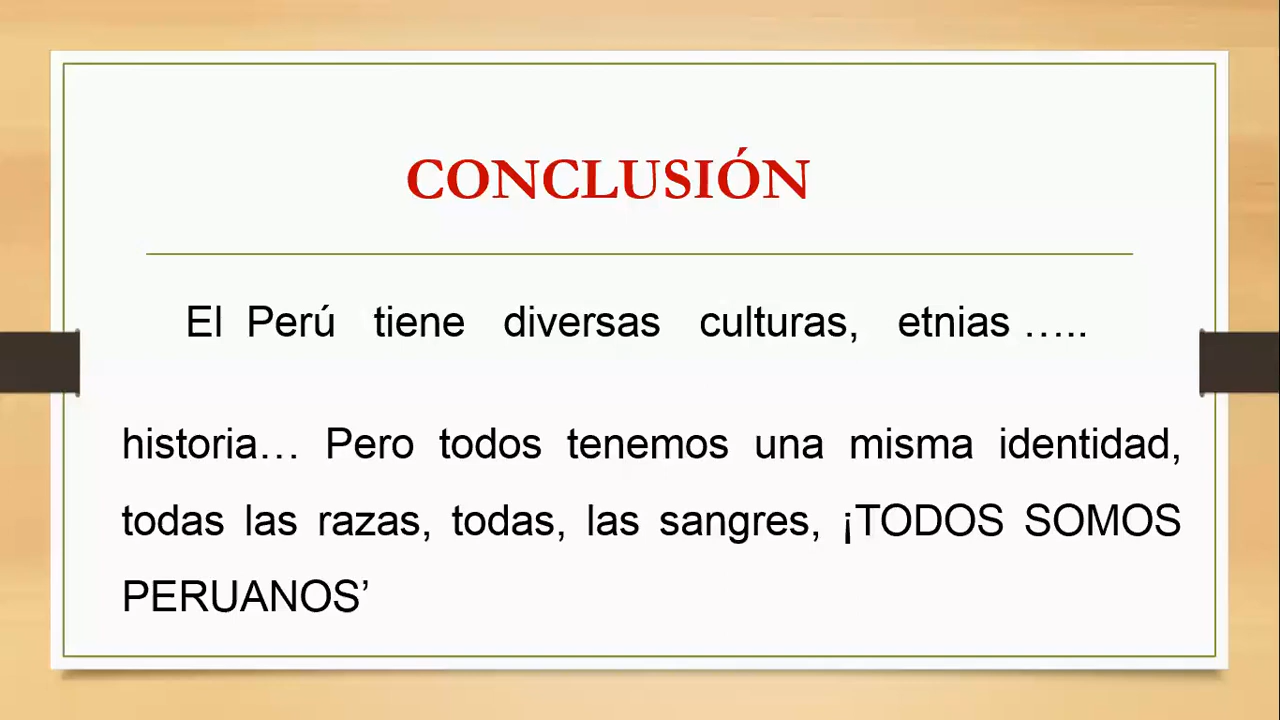 CONCLUSIÓN
El Perú tiene diversas culturas, etnias …..
historia… Pero todos tenemos una misma identidad,
todas las razas, todas, las sangres, ¡TODOS SOMOS
PERUANOS’